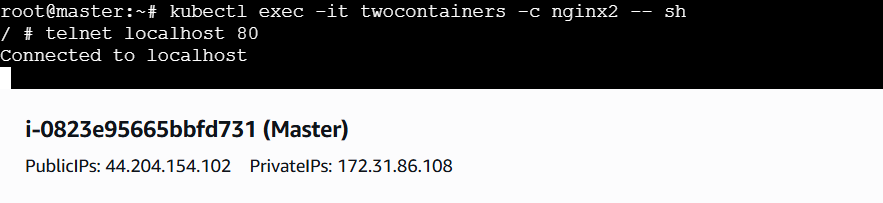 root@master:~# kubectl exec -it twocontainers -c nginx2 -- sh
/ # telnet localhost 80
Connected to localhost
i-0823e95665bbfd731 (Master)
PublicIPs: 44.204.154.102 PrivateIPs: 172.31.86.108